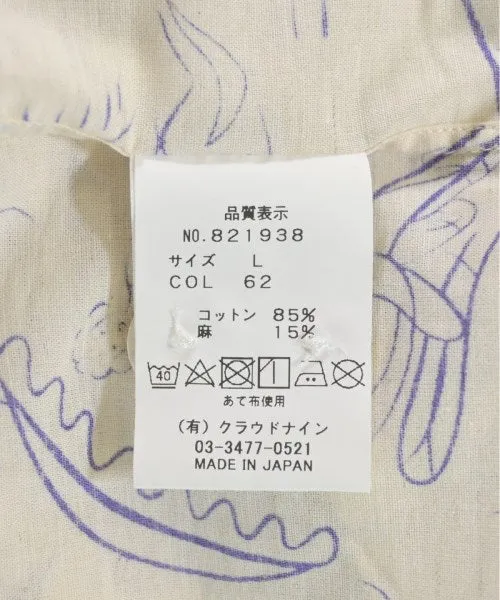 品質表示
NO.821938
サイズ L
COL 62
コットン 85%
麻 15%
40
あて布使用
(有)クラウドナイン
03-3477-0521
MADE IN JAPAN